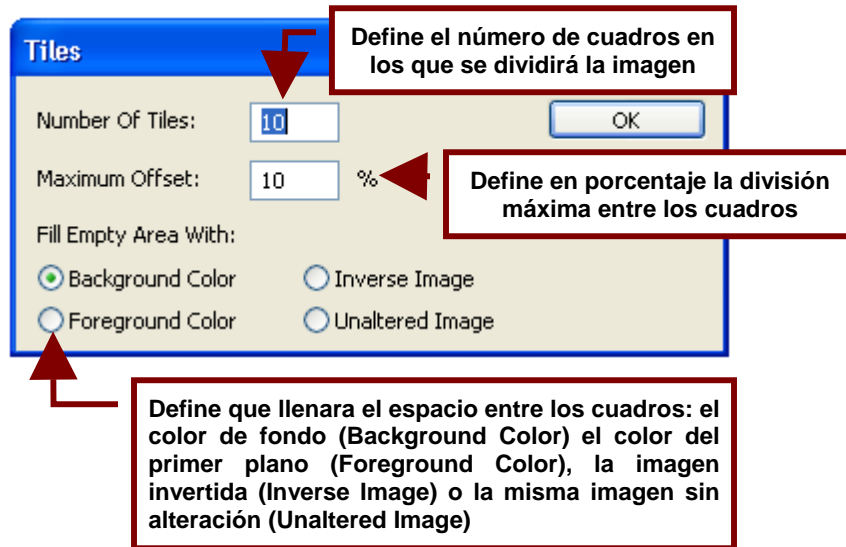 Tiles
Define el número de cuadros en
los que se dividirá la imagen
Number Of Tiles:
10
OK
Maximum Offset:
10
%
Define en porcentaje la división
máxima entre los cuadros
Fill Empty Area With:
Background Color
Inverse Image
Foreground Color
Unaltered Image
Define que llenara el espacio entre los cuadros: el
color de fondo (Background Color) el color del
primer plano (Foreground Color), la imagen
invertida (Inverse Image) o la misma imagen sin
alteración (Unaltered Image)